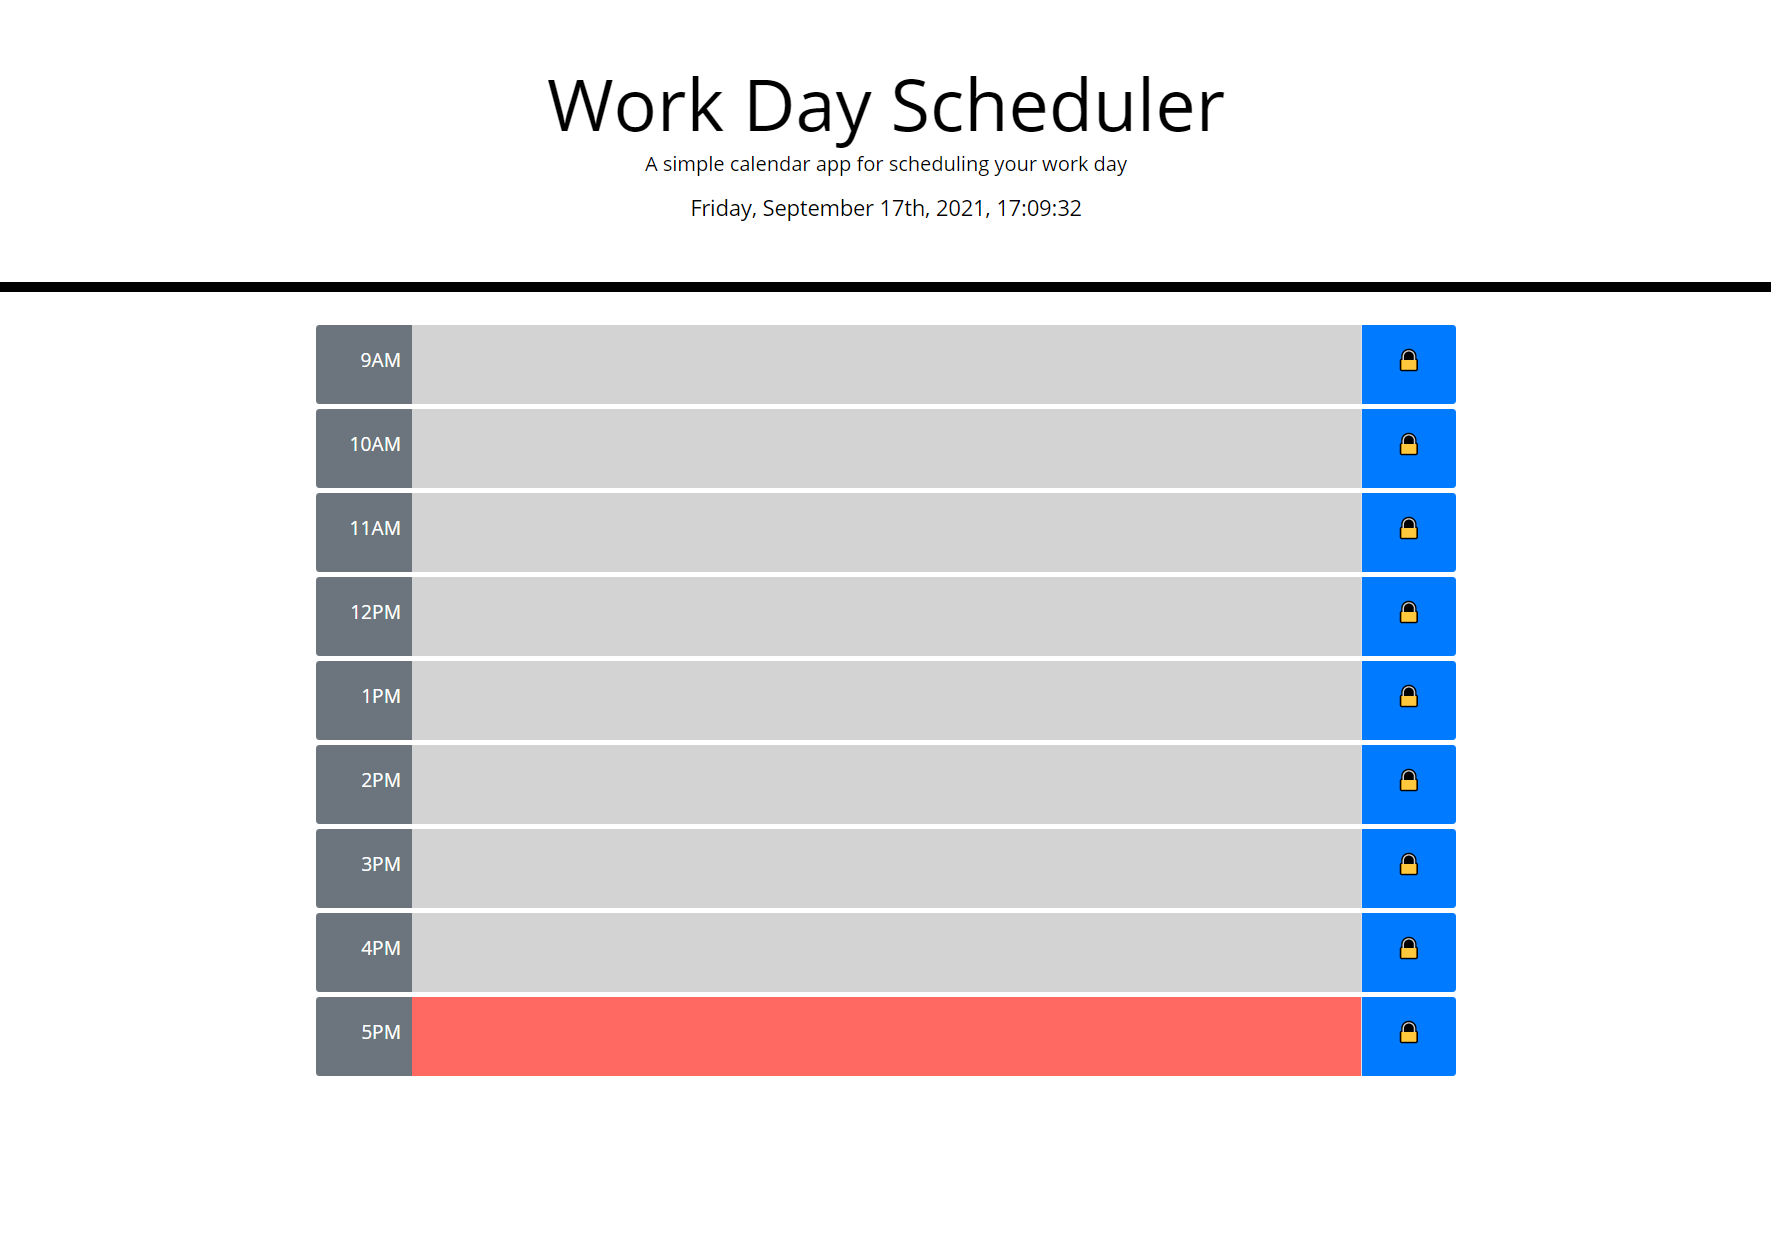 Work Day Scheduler
A simple calendar app for scheduling your work day
Friday, September 17th, 2021, 17:09:32
9AM
10AM
11AM
12PM
1PM
2PM
3PM
4PM
5PM